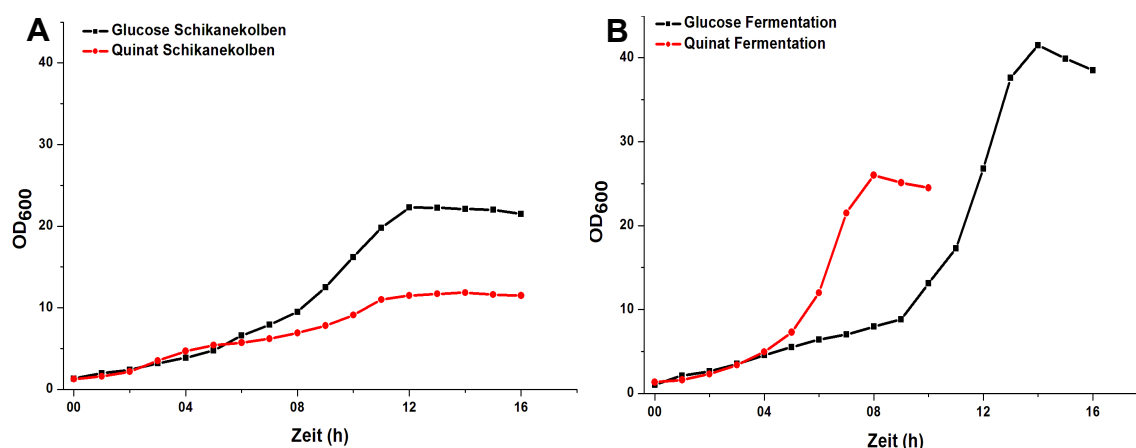 A
Glucose Schikanekolben
Quinat Schikanekolben
40
30
20
10
0
OD600
00 04 08 12 16
Zeit (h)
B
Glucose Fermentation
Quinat Fermentation
40
30
20
10
0
OD600
00 04 08 12 16
Zeit (h)